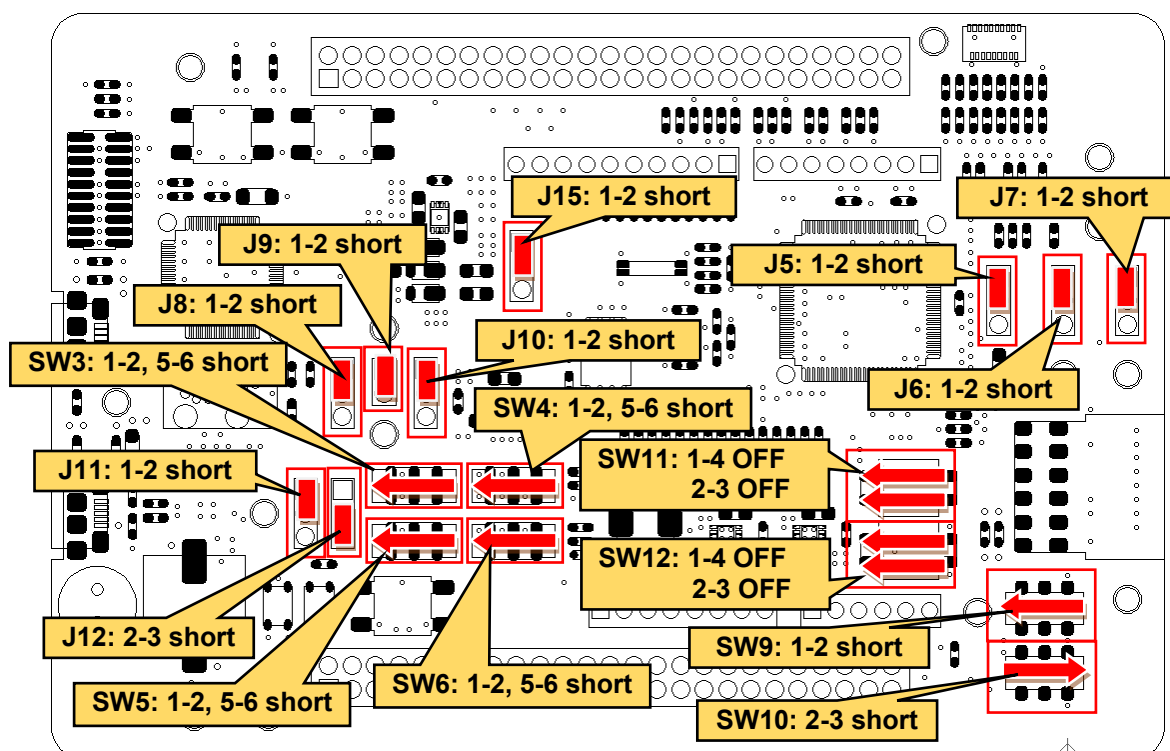 J15: 1-2 short
J7: 1-2 short
J9: 1-2 short
J5: 1-2 short
J8: 1-2 short
J10: 1-2 short
SW3: 1-2, 5-6 short
J6: 1-2 short
SW4: 1-2, 5-6 short
SW11: 1-4 OFF
2-3 OFF
J11: 1-2 short
SW12: 1-4 OFF
2-3 OFF
J12: 2-3 short
SW9: 1-2 short
SW6: 1-2, 5-6 short
SW5: 1-2, 5-6 short
SW10: 2-3 short